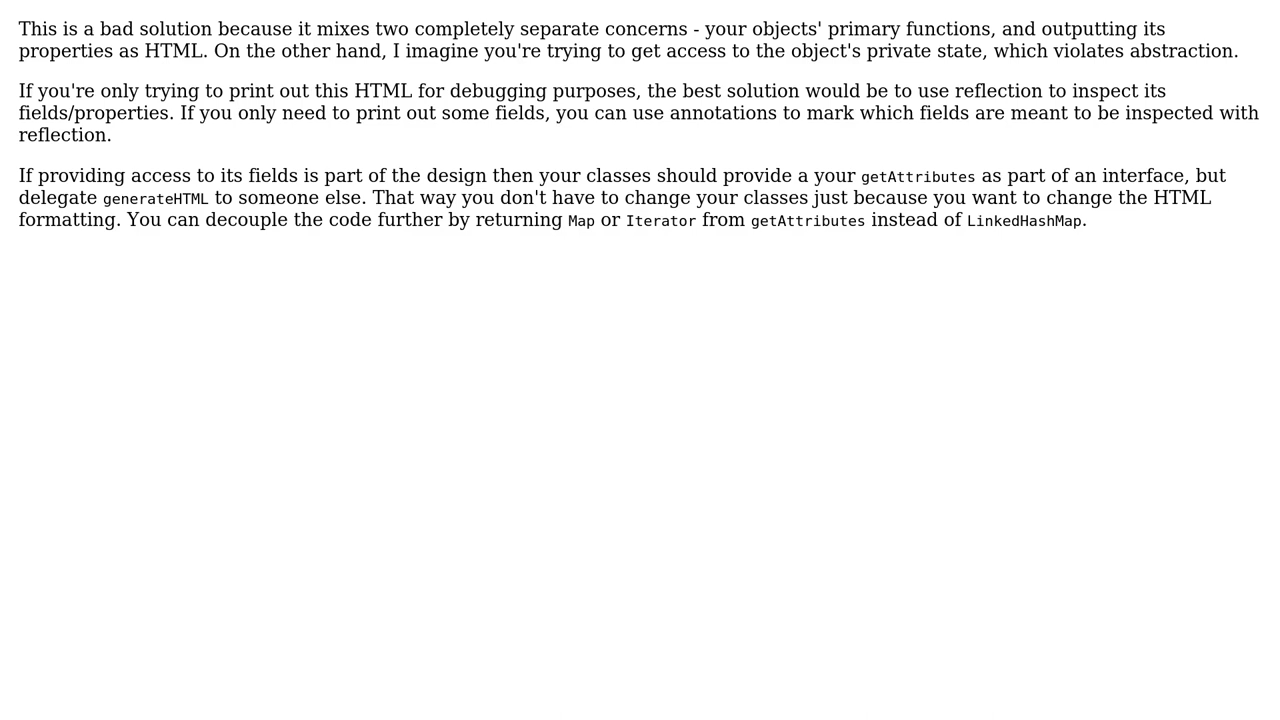 This is a bad solution because it mixes two completely separate concerns - your objects' primary functions, and outputting its
properties as HTML. On the other hand, I imagine you're trying to get access to the object's private state, which violates abstraction.
If you're only trying to print out this HTML for debugging purposes, the best solution would be to use reflection to inspect its
fields/properties. If you only need to print out some fields, you can use annotations to mark which fields are meant to be inspected with
reflection.
If providing access to its fields is part of the design then your classes should provide a your getAttributes as part of an interface, but
delegate generateHTML to someone else. That way you don't have to change your classes just because you want to change the HTML
formatting. You can decouple the code further by returning Map or Iterator from getAttributes instead of LinkedHashMap.